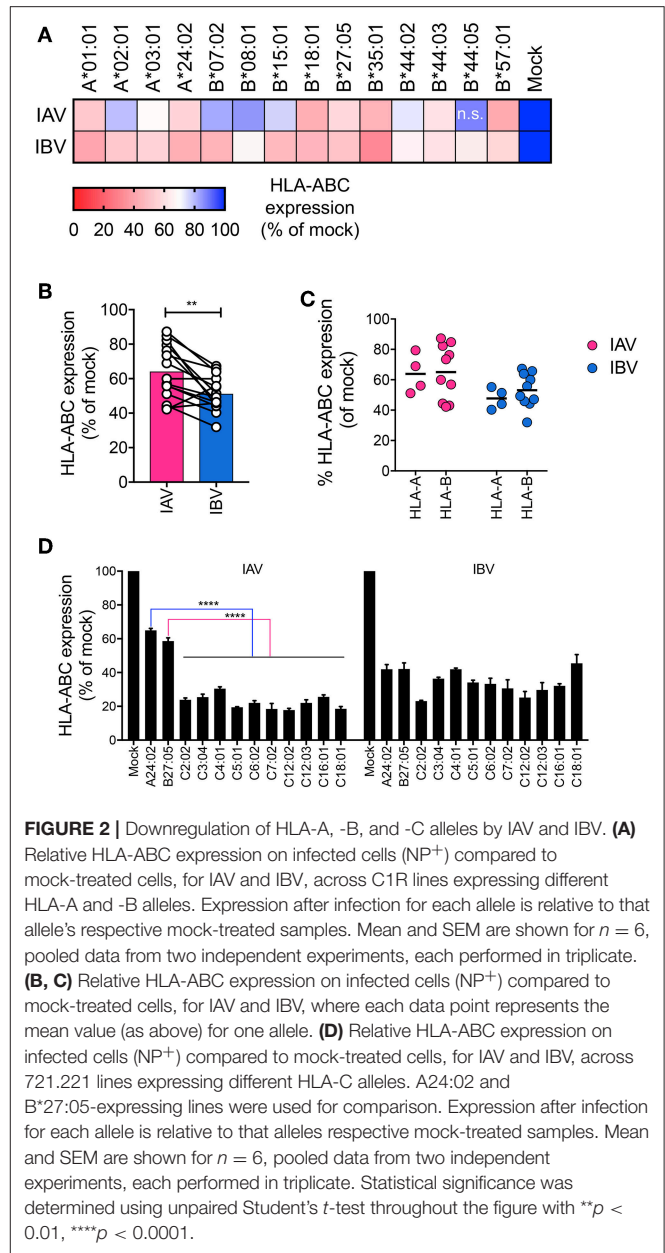 A
A*01:01
A*02:01
A*03:01
A*24:02
B*07:02
B*08:01
B*15:01
B*18:01
B*27:05
B*35:01
B*44:02
B*44:03
B*44:05
B*57:01
Mock
IAV
n.s.
IBV
0 20 40 60 80 100
HLA-ABC
expression
(% of mock)
B
HLA-ABC expression
(% of mock)
100
80
60
40
20
0
**
IAV
IBV
C
% HLA-ABC expression
(of mock)
100
80
60
40
20
0
HLA-A
HLA-B
HLA-A
HLA-B
IAV
IBV
D
HLA-ABC expression
(% of mock)
100
80
60
40
20
0
IAV
****
****
Mock
A24:02
B27:05
C2:02
C3:04
C4:01
C5:01
C6:02
C7:02
C12:02
C12:03
C16:01
C18:01
IBV
Mock
A24:02
B27:05
C2:02
C3:04
C4:01
C5:01
C6:02
C7:02
C12:02
C12:03
C16:01
C18:01
FIGURE 2 | Downregulation of HLA-A, -B, and -C alleles by IAV and IBV. (A)
Relative HLA-ABC expression on infected cells (NP+) compared to
mock-treated cells, for IAV and IBV, across C1R lines expressing different
HLA-A and -B alleles. Expression after infection for each allele is relative to that
allele's respective mock-treated samples. Mean and SEM are shown for n = 6,
pooled data from two independent experiments, each performed in triplicate.
(B, C) Relative HLA-ABC expression on infected cells (NP+) compared to
mock-treated cells, for IAV and IBV, where each data point represents the
mean value (as above) for one allele. (D) Relative HLA-ABC expression on
infected cells (NP+) compared to mock-treated cells, for IAV and IBV, across
721.221 lines expressing different HLA-C alleles. A24:02 and
B*27:05-expressing lines were used for comparison. Expression after infection
for each allele is relative to that alleles respective mock-treated samples. Mean
and SEM are shown for n = 6, pooled data from two independent
experiments, each performed in triplicate. Statistical significance was
determined using unpaired Student's t-test throughout the figure with **p <
0.01, ****p < 0.0001.